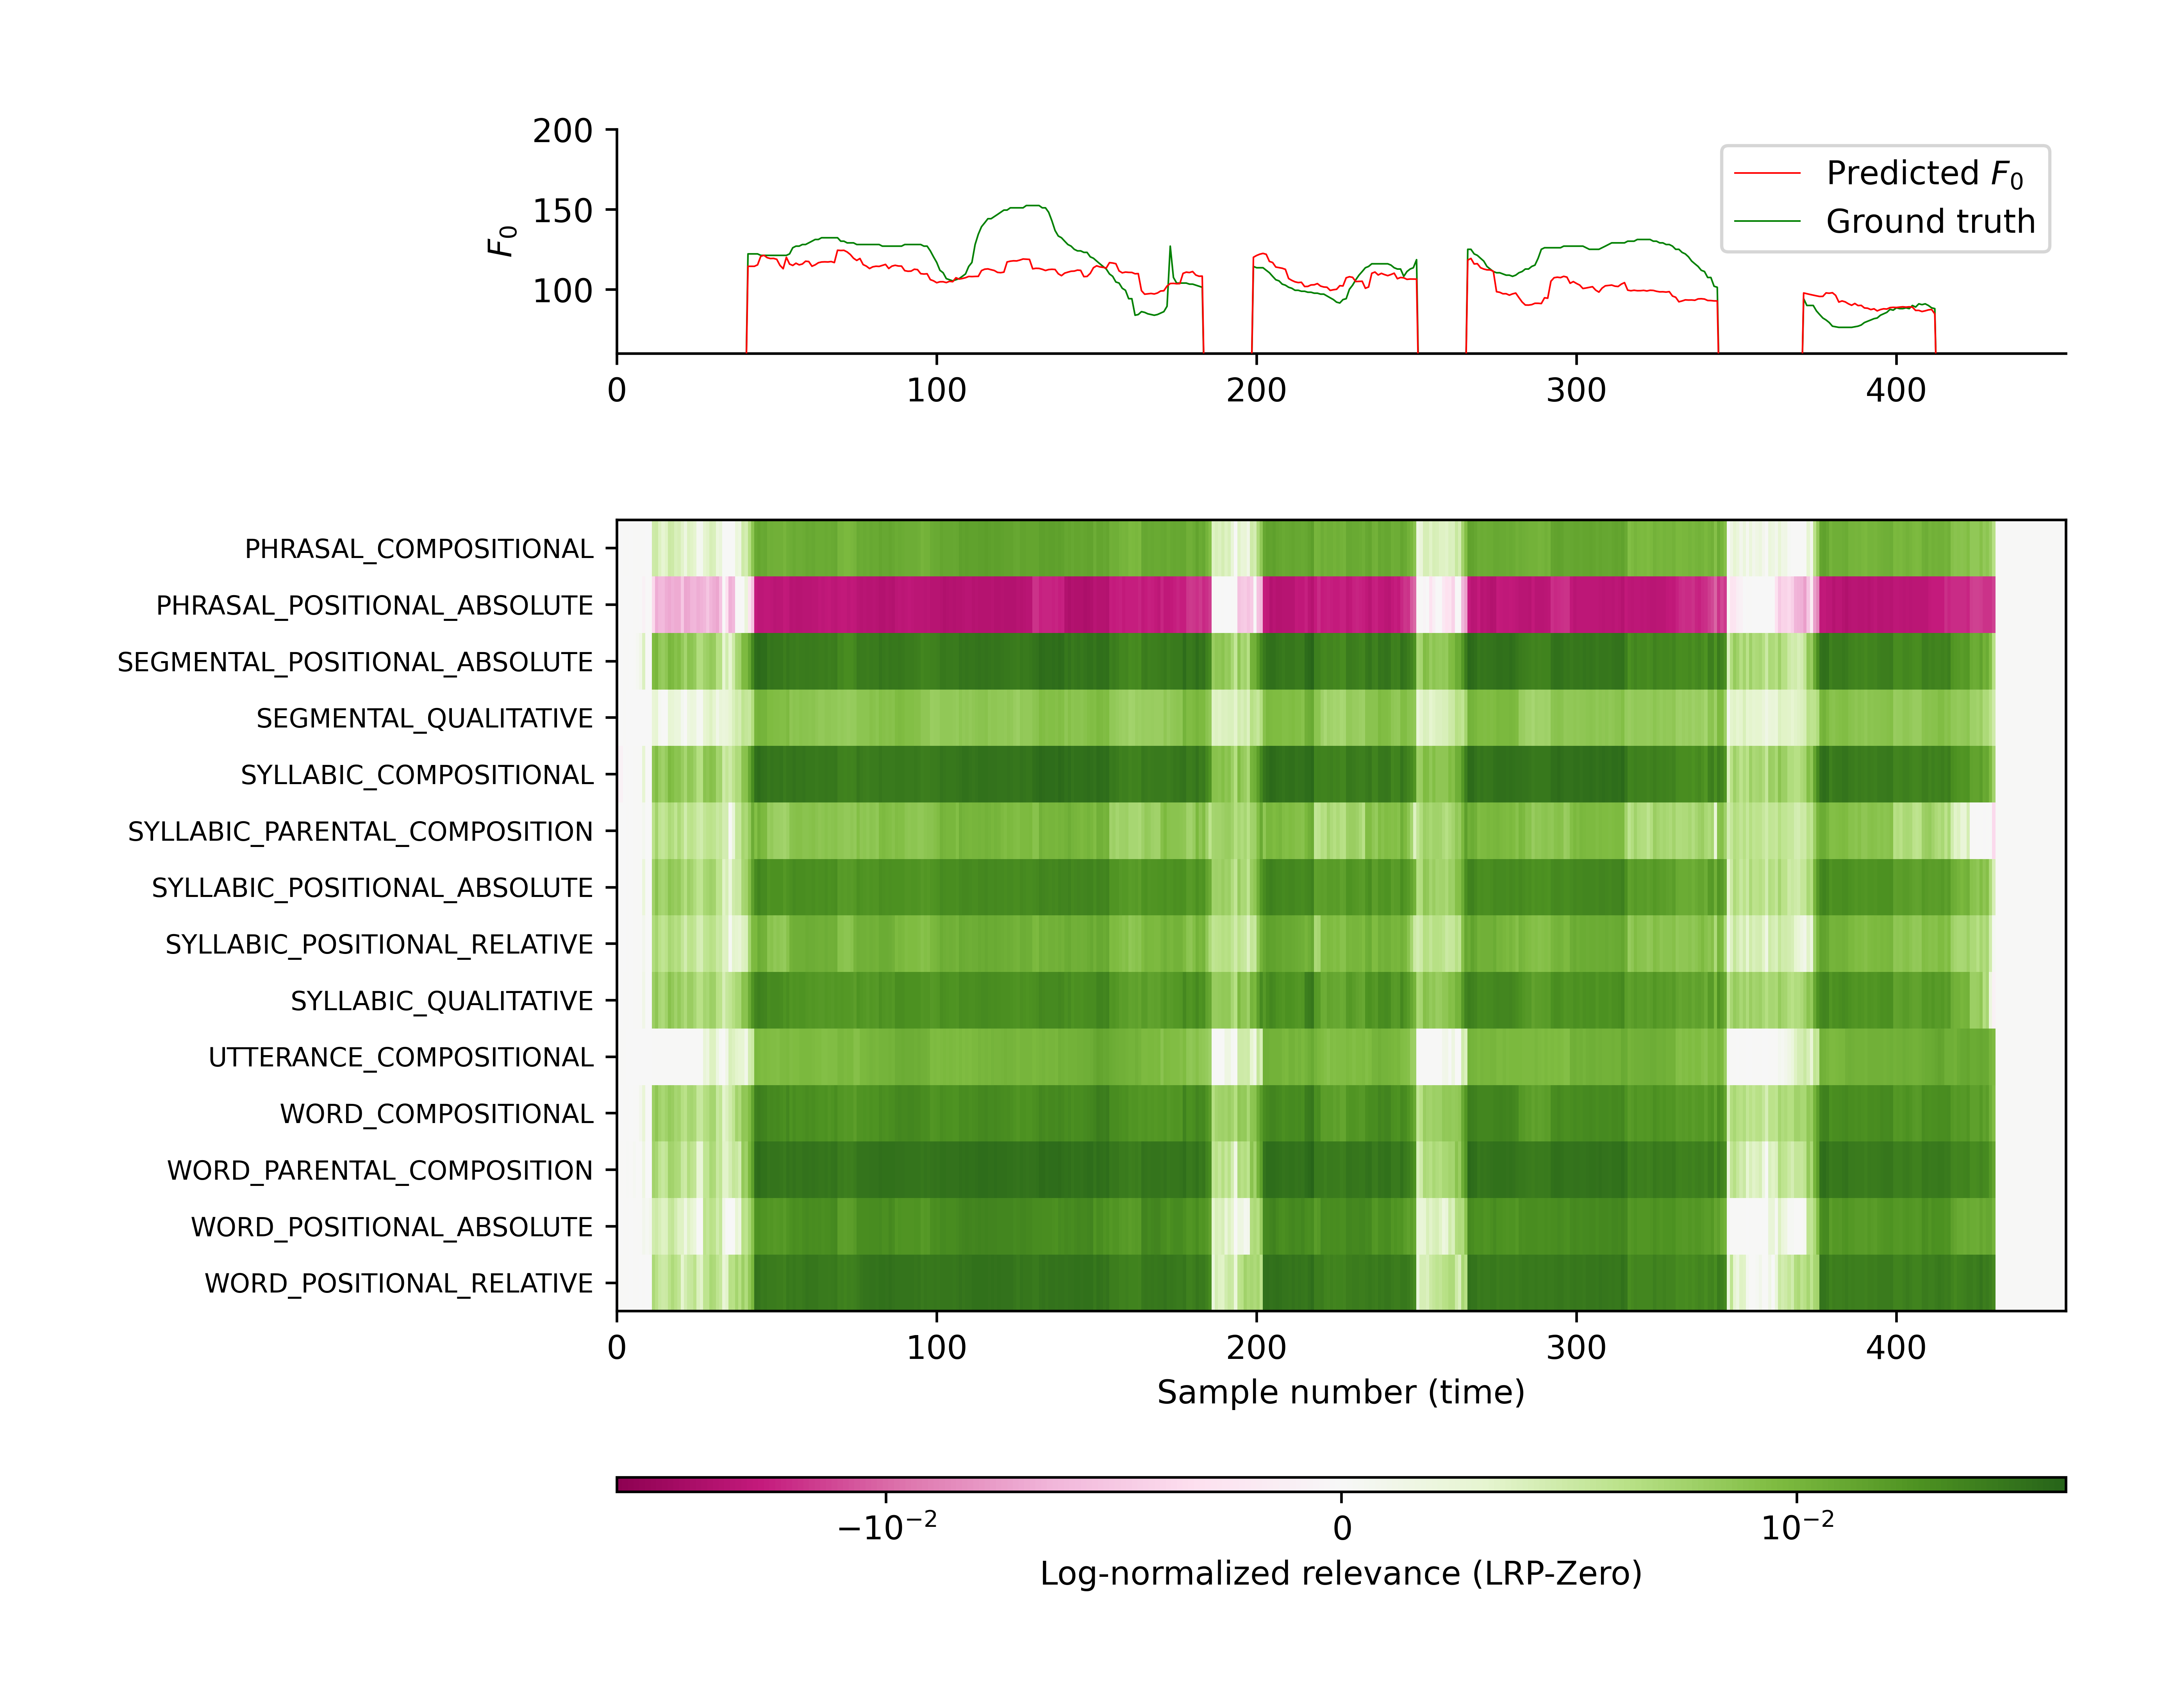 200
150
100
F₀
Predicted F₀
Ground truth
0 100 200 300 400
PHRASAL_COMPOSITIONAL
PHRASAL_POSITIONAL_ABSOLUTE
SEGMENTAL_POSITIONAL_ABSOLUTE
SEGMENTAL_QUALITATIVE
SYLLABIC_COMPOSITIONAL
SYLLABIC_PARENTAL_COMPOSITION
SYLLABIC_POSITIONAL_ABSOLUTE
SYLLABIC_POSITIONAL_RELATIVE
SYLLABIC_QUALITATIVE
UTTERANCE_COMPOSITIONAL
WORD_COMPOSITIONAL
WORD_PARENTAL_COMPOSITION
WORD_POSITIONAL_ABSOLUTE
WORD_POSITIONAL_RELATIVE
0 100 200 300 400
Sample number (time)
−10⁻² 0 10⁻²
Log-normalized relevance (LRP-Zero)